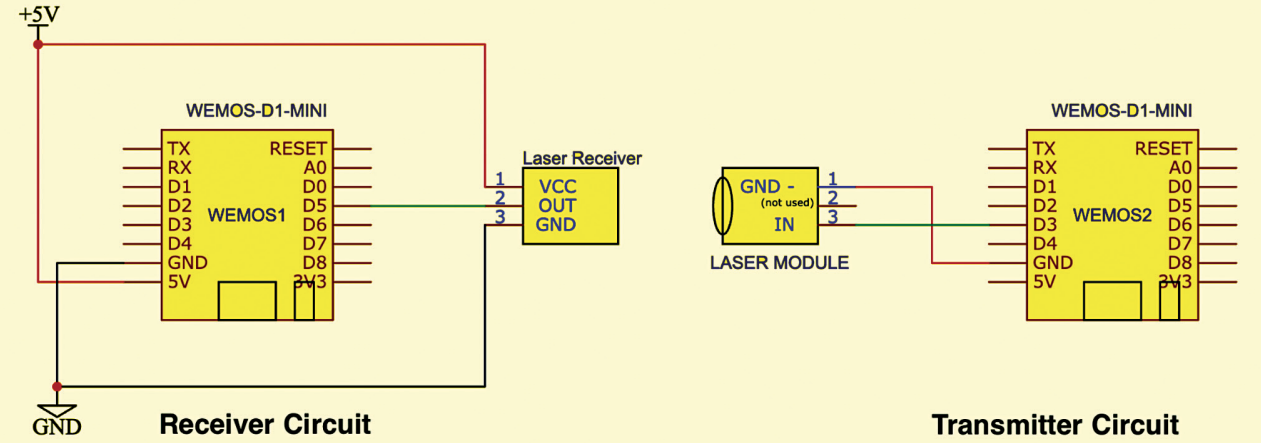 +5V
WEMOS-D1-MINI
TX
RX
D1
D2
D3
D4
GND
5V
WEMOS1
RESET
A0
D0
D5
D6
D7
D8
3V3
1
2
3
Laser Receiver
VCC
OUT
GND
GND
Receiver Circuit
GND -
(not used)
IN
1
2
3
LASER MODULE
WEMOS-D1-MINI
TX
RX
D1
D2
D3
D4
GND
5V
WEMOS2
RESET
A0
D0
D5
D6
D7
D8
3V3
Transmitter Circuit